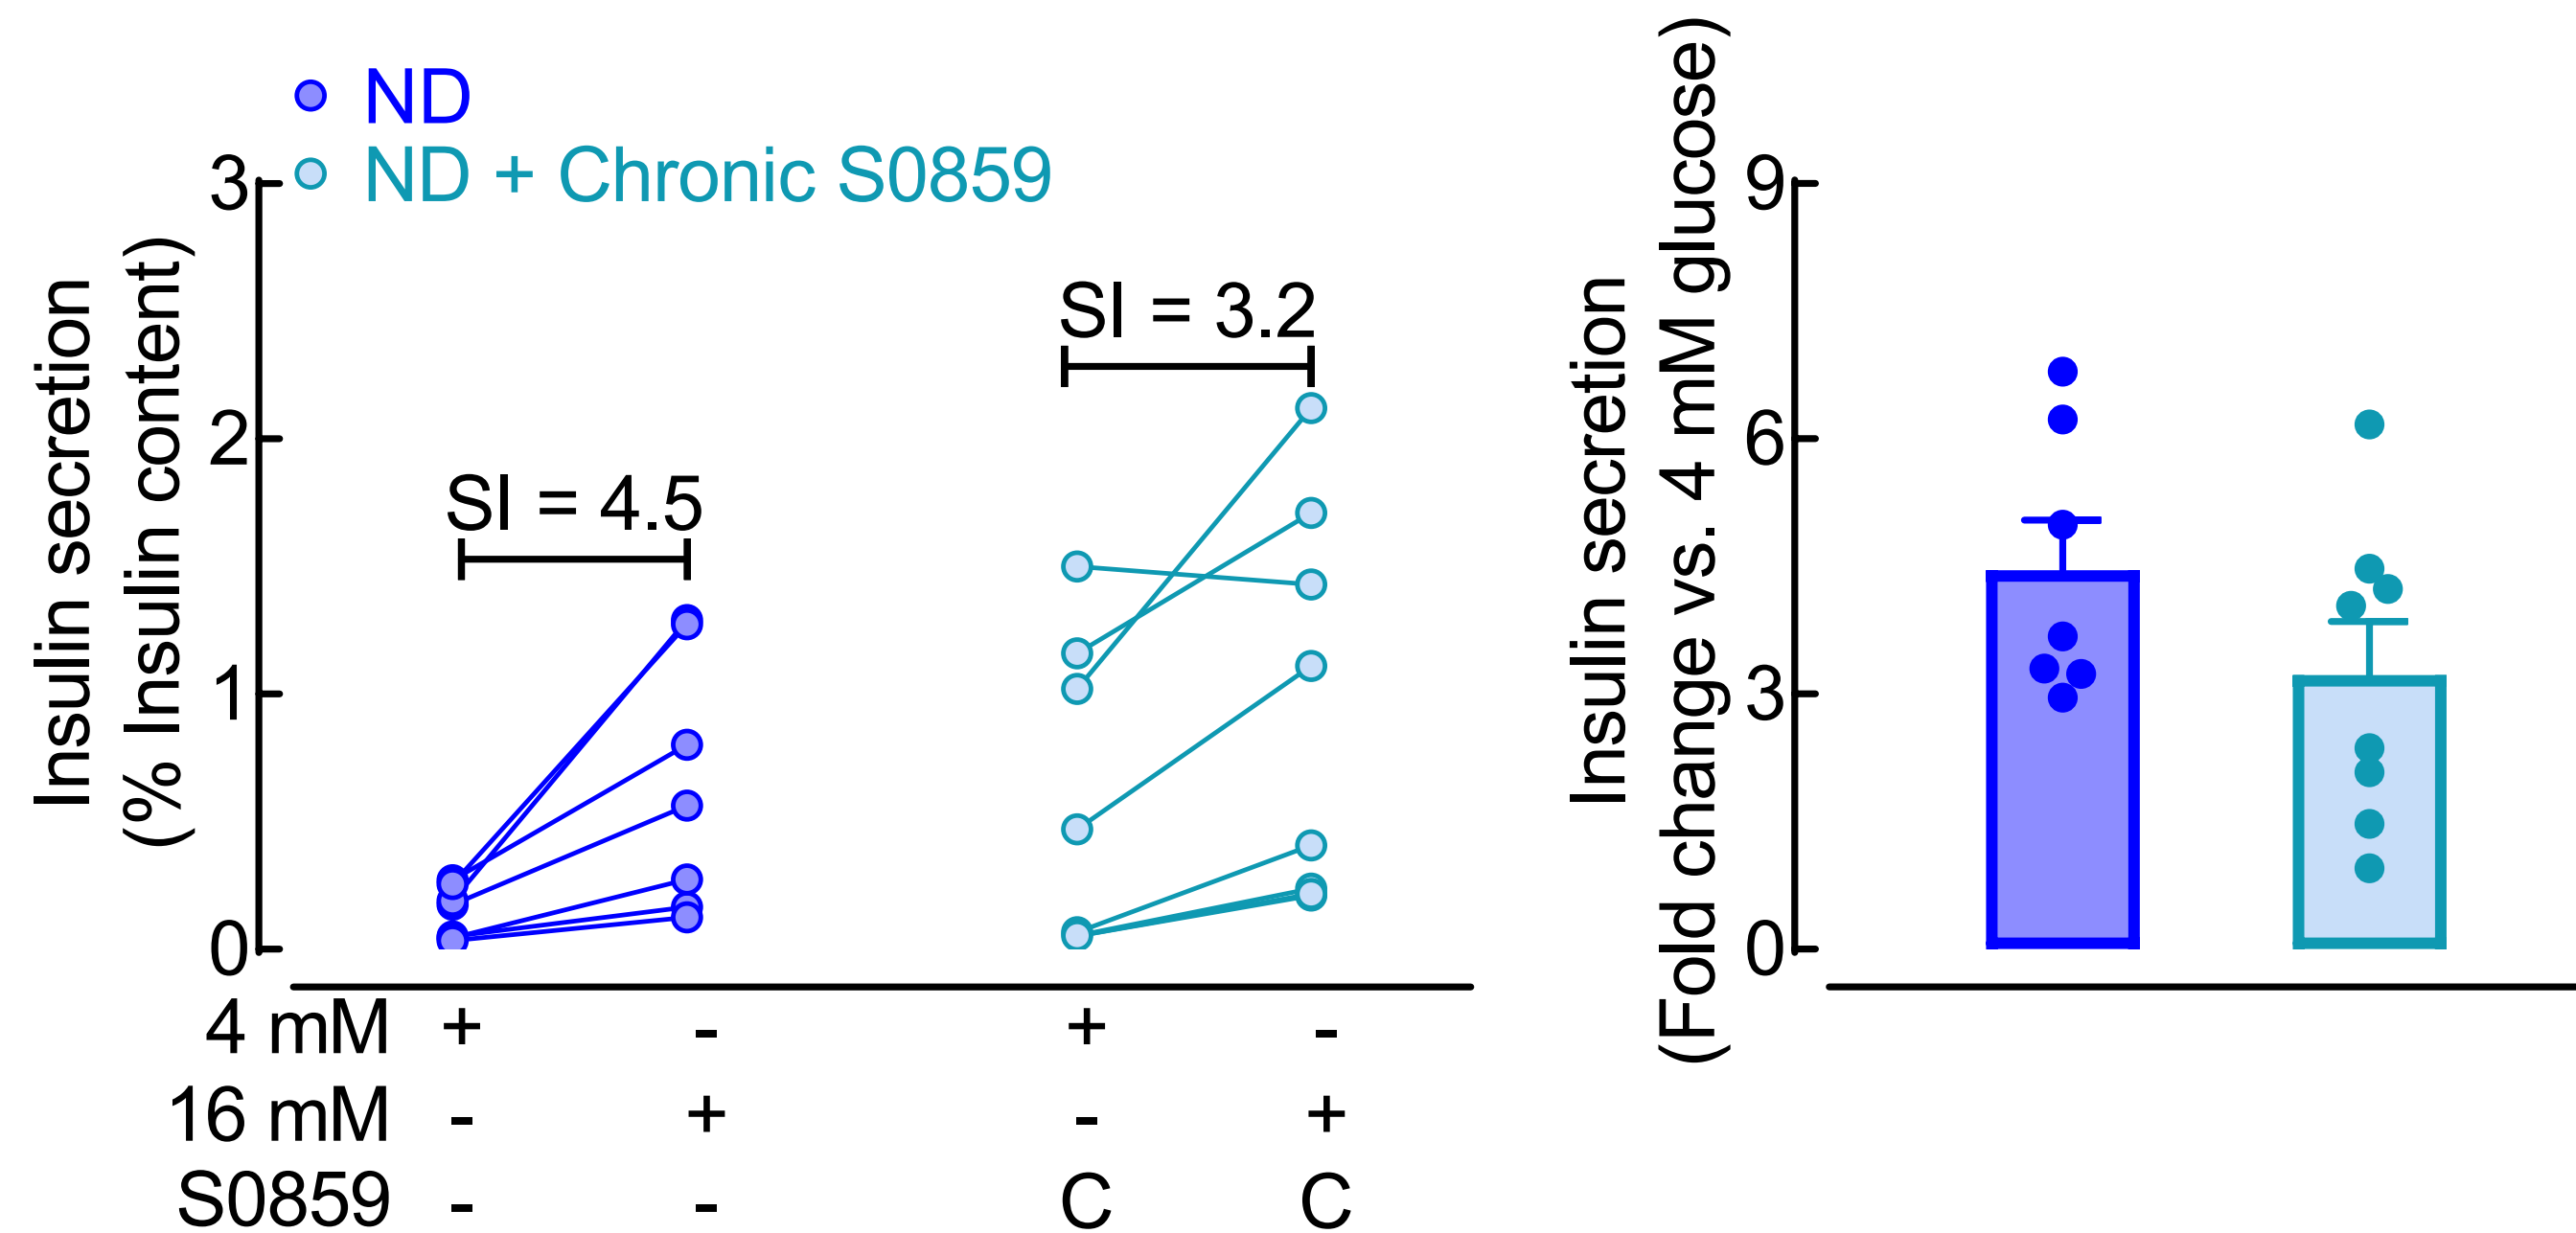 ND
ND + Chronic S0859
Insulin secretion
(% Insulin content)
3
2
1
0
SI = 4.5
SI = 3.2
4 mM + - + -
16 mM - + - +
S0859 - - C C
Insulin secretion
(Fold change vs. 4 mM glucose)
9
6
3
0